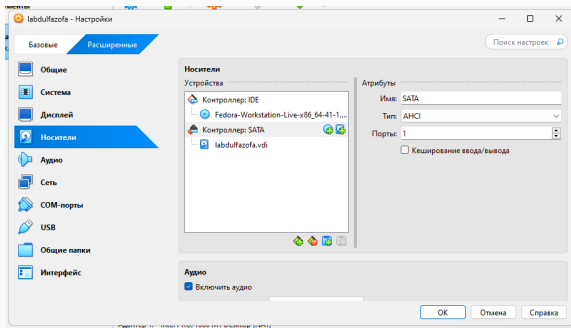 labdulfazofa - Настройки
Базовые
Расширенные
Поиск настроек
Общие
Система
Дисплей
Носители
Аудио
Сеть
COM-порты
USB
Общие папки
Интерфейс
Носители
Устройства
Контроллер: IDE
Fedora-Workstation-Live-x86_64-41-1....
Контроллер: SATA
labdulfazofa.vdi
Атрибуты
Имя: SATA
Тип: AHCI
Порты: 1
Кеширование ввода/вывода
Аудио
Включить аудио
OK
Отмена
Справка